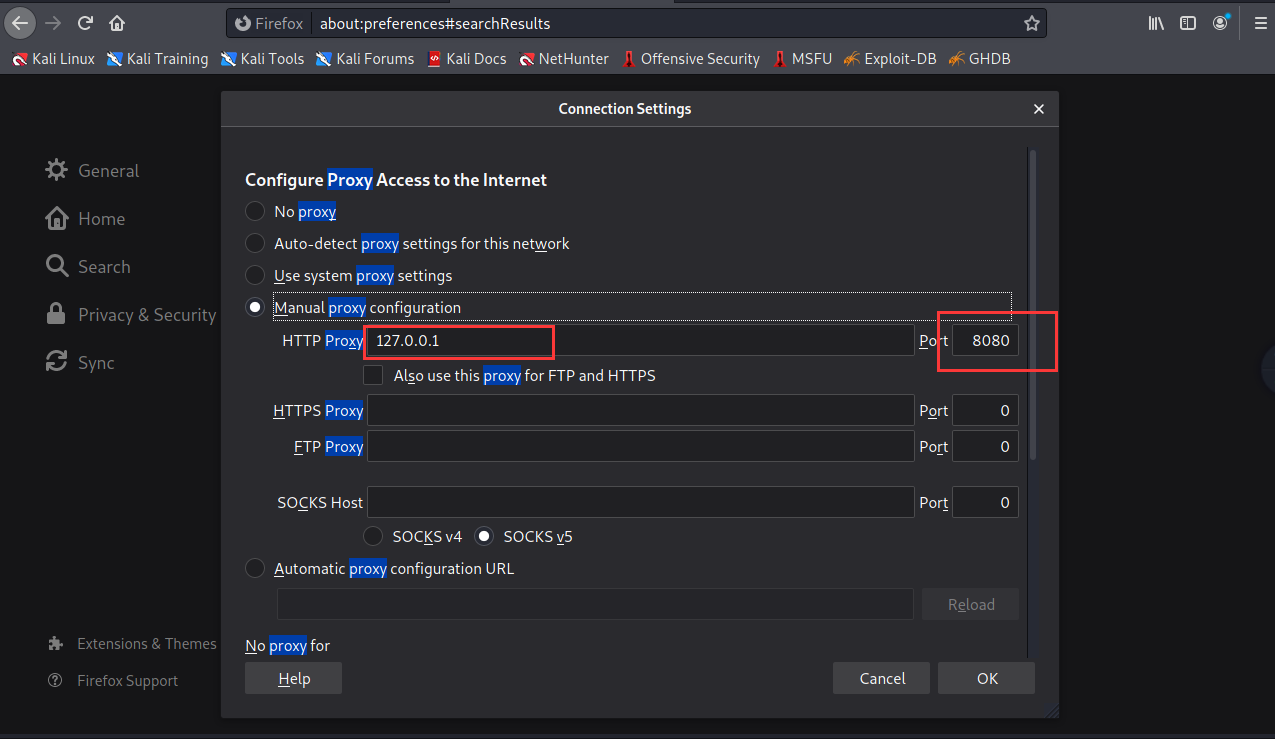 Firefox about:preferences#searchResults
Kali Linux Kali Training Kali Tools Kali Forums Kali Docs NetHunter Offensive Security MSFU Exploit-DB GHDB
Connection Settings
General
Home
Search
Privacy & Security
Sync
Extensions & Themes
Firefox Support
Configure Proxy Access to the Internet
No proxy
Auto-detect proxy settings for this network
Use system proxy settings
Manual proxy configuration
HTTP Proxy 127.0.0.1 Port 8080
Also use this proxy for FTP and HTTPS
HTTPS Proxy Port 0
FTP Proxy Port 0
SOCKS Host Port 0
SOCKS v4 SOCKS v5
Automatic proxy configuration URL
Reload
No proxy for
Help Cancel OK